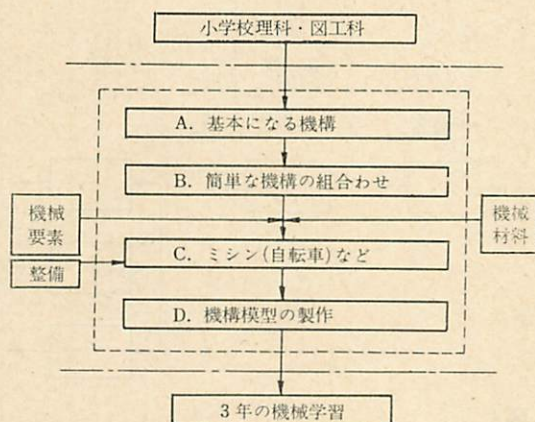 小学校理科・図工科
A. 基本になる機構
B. 簡単な機構の組合わせ
機械
要素
機械
材料
C. ミシン(自転車)など
整備
D. 機構模型の製作
3年の機械学習